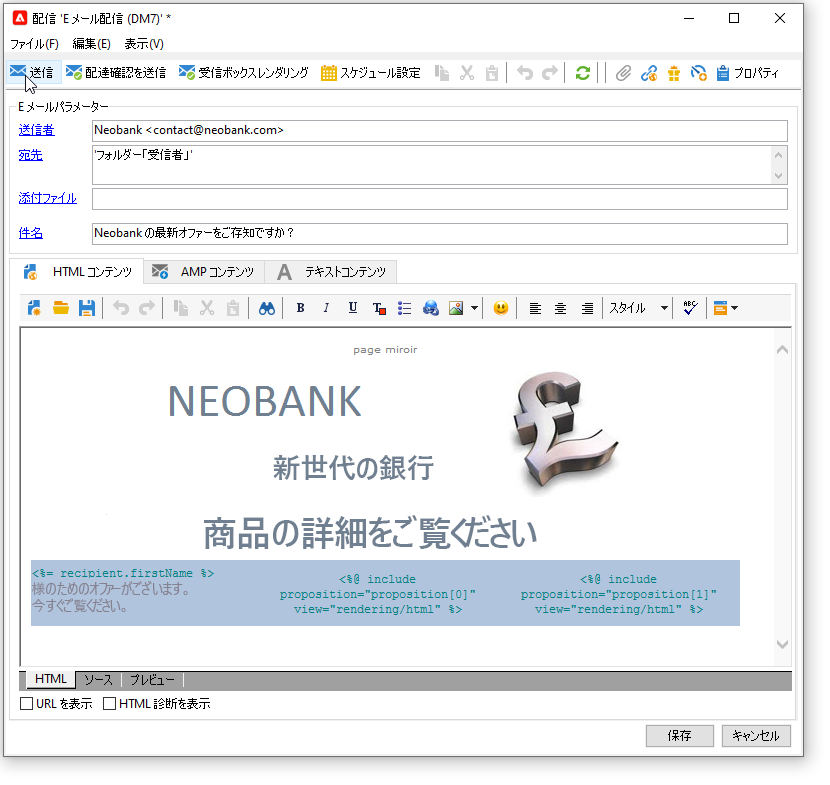 配信 'Eメール配信 (DM7)' *
ファイル(F) 編集(E) 表示(V)
送信 配達確認を送信 受信ボックスレンダリング スケジュール設定 プロパティ
Eメールパラメーター
送信者 Neobank <contact@neobank.com>
宛先 'フォルダー「受信者」'
添付ファイル
件名 Neobank の最新オファーをご存知ですか？
HTML コンテンツ AMP コンテンツ テキストコンテンツ
B I U T スタイル ABC
page miroir
NEOBANK
新世代の銀行
商品の詳細をご覧ください
<%= recipient.firstName %>
様のためのオファーがございます。
今すぐご覧ください。
<%@ include
proposition="proposition[0]"
view="rendering/html" %>
<%@ include
proposition="proposition[1]"
view="rendering/html" %>
HTML ソース プレビュー
URL を表示 HTML 診断を表示
保存 キャンセル